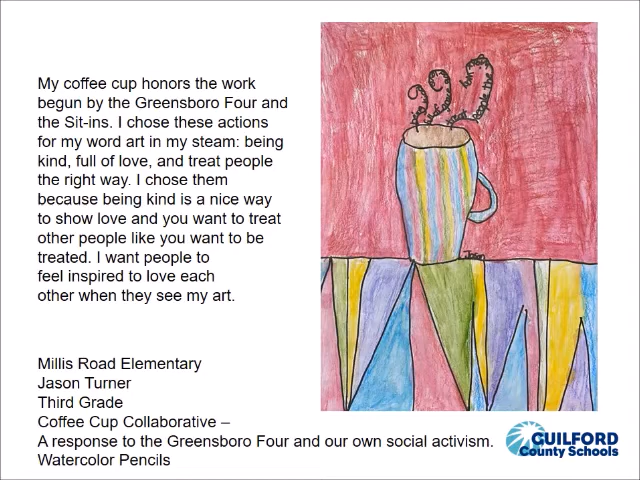 My coffee cup honors the work
begun by the Greensboro Four and
the Sit-ins. I chose these actions
for my word art in my steam: being
kind, full of love, and treat people
the right way. I chose them
because being kind is a nice way
to show love and you want to treat
other people like you want to be
treated. I want people to
feel inspired to love each
other when they see my art.
Millis Road Elementary
Jason Turner
Third Grade
Coffee Cup Collaborative –
A response to the Greensboro Four and our own social activism.
Watercolor Pencils
GUILFORD
County Schools